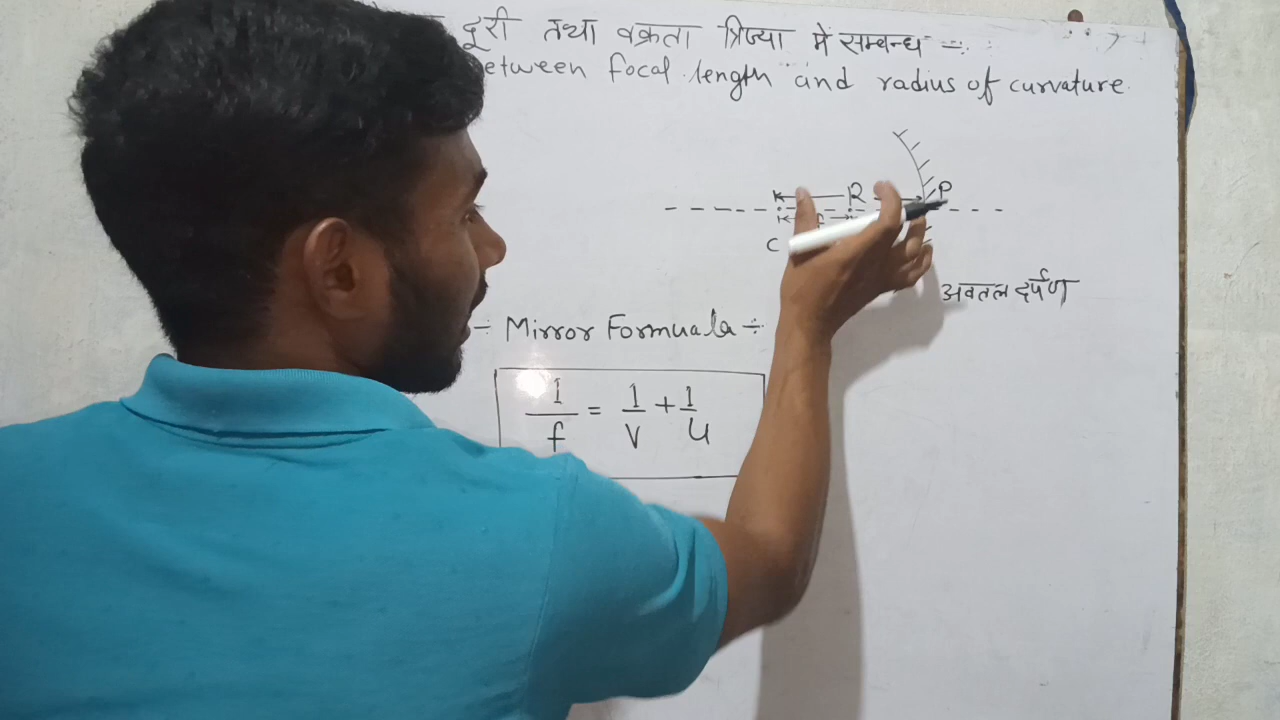 दूरी तथा वक्रता त्रिज्या में सम्बन्ध -:
etween focal length and radius of curvature.
R P
C
अवतल दर्पण
÷ Mirror Formuala ÷
1/f = 1/v + 1/u